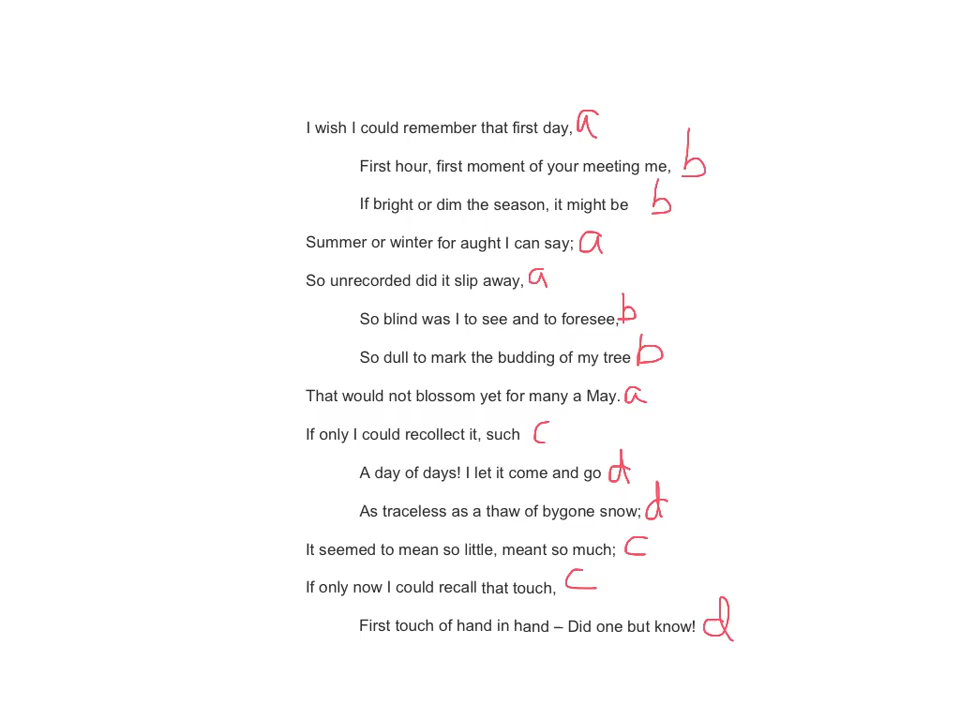 I wish I could remember that first day, a
First hour, first moment of your meeting me, b
If bright or dim the season, it might be b
Summer or winter for aught I can say; a
So unrecorded did it slip away, a
So blind was I to see and to foresee, b
So dull to mark the budding of my tree b
That would not blossom yet for many a May. a
If only I could recollect it, such c
A day of days! I let it come and go d
As traceless as a thaw of bygone snow; d
It seemed to mean so little, meant so much; c
If only now I could recall that touch, c
First touch of hand in hand – Did one but know! d